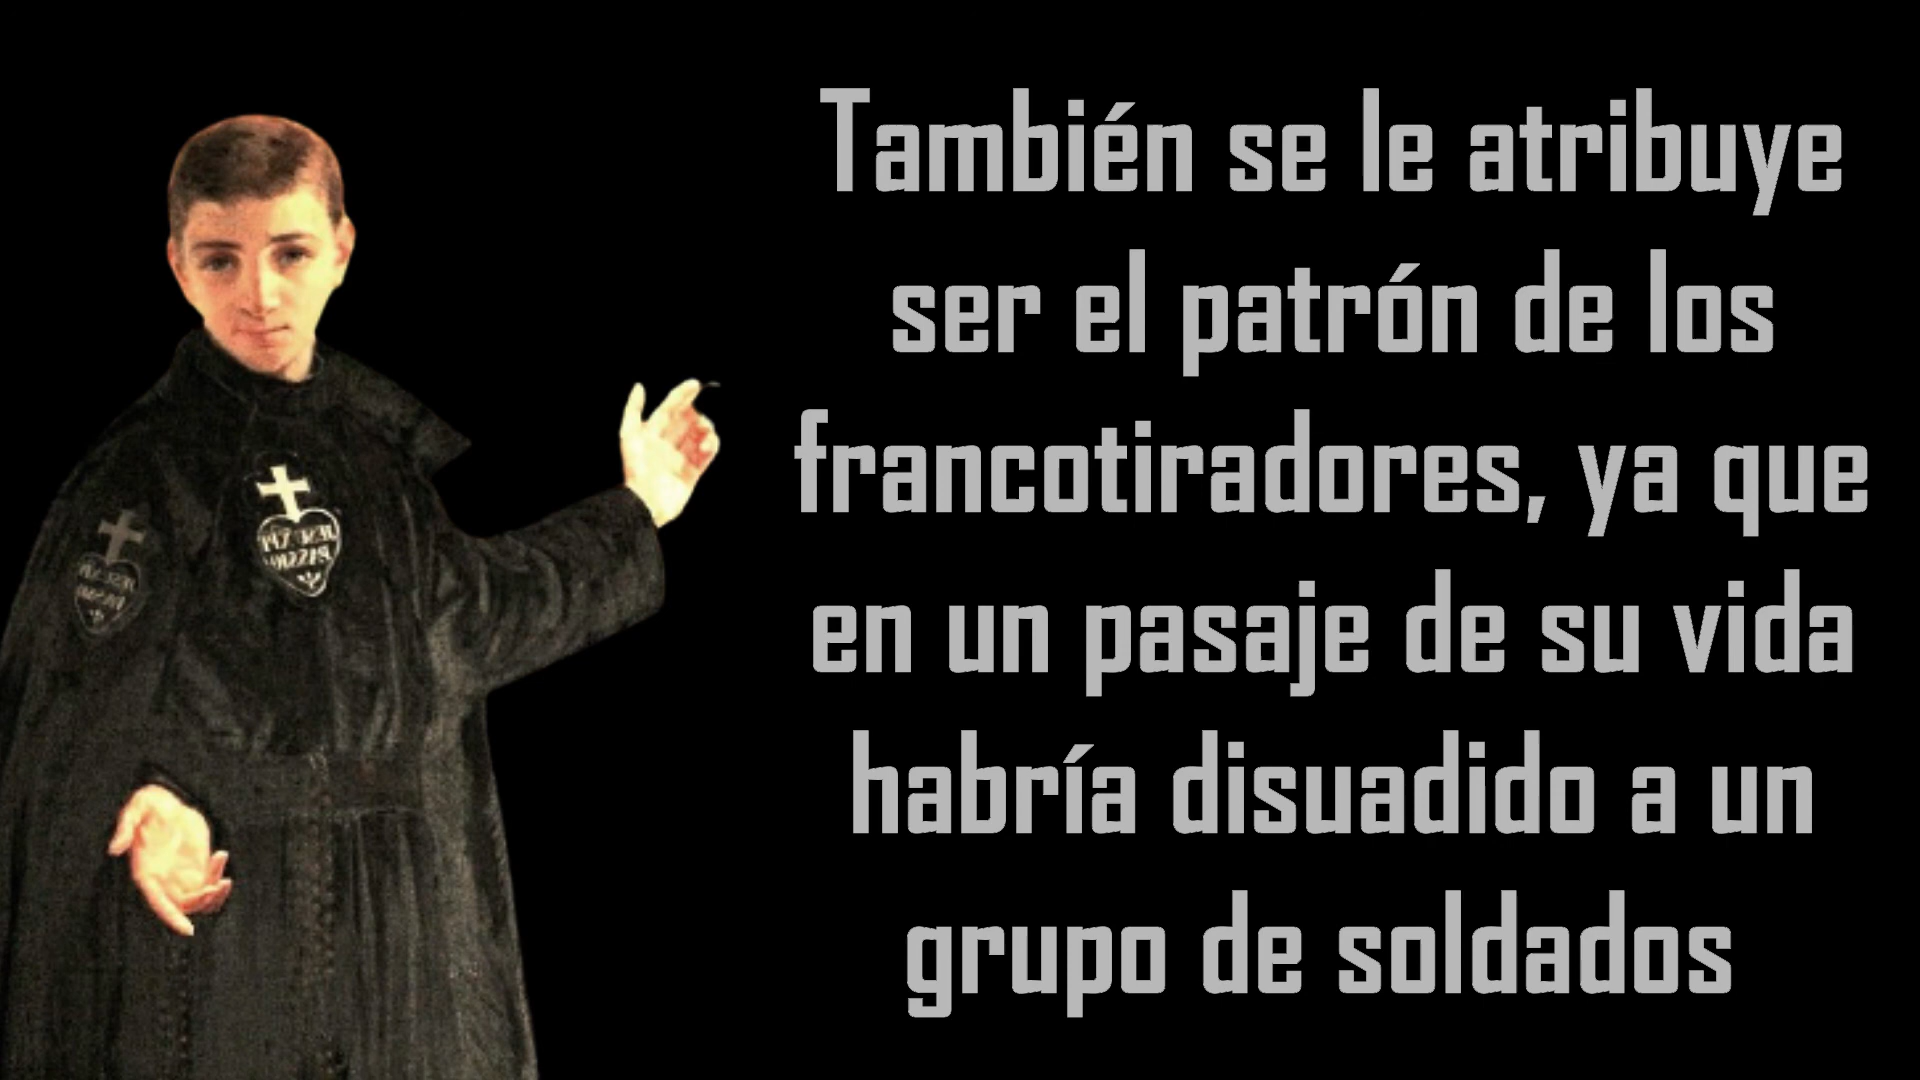 También se le atribuye
ser el patrón de los
francotiradores, ya que
en un pasaje de su vida
habría disuadido a un
grupo de soldados